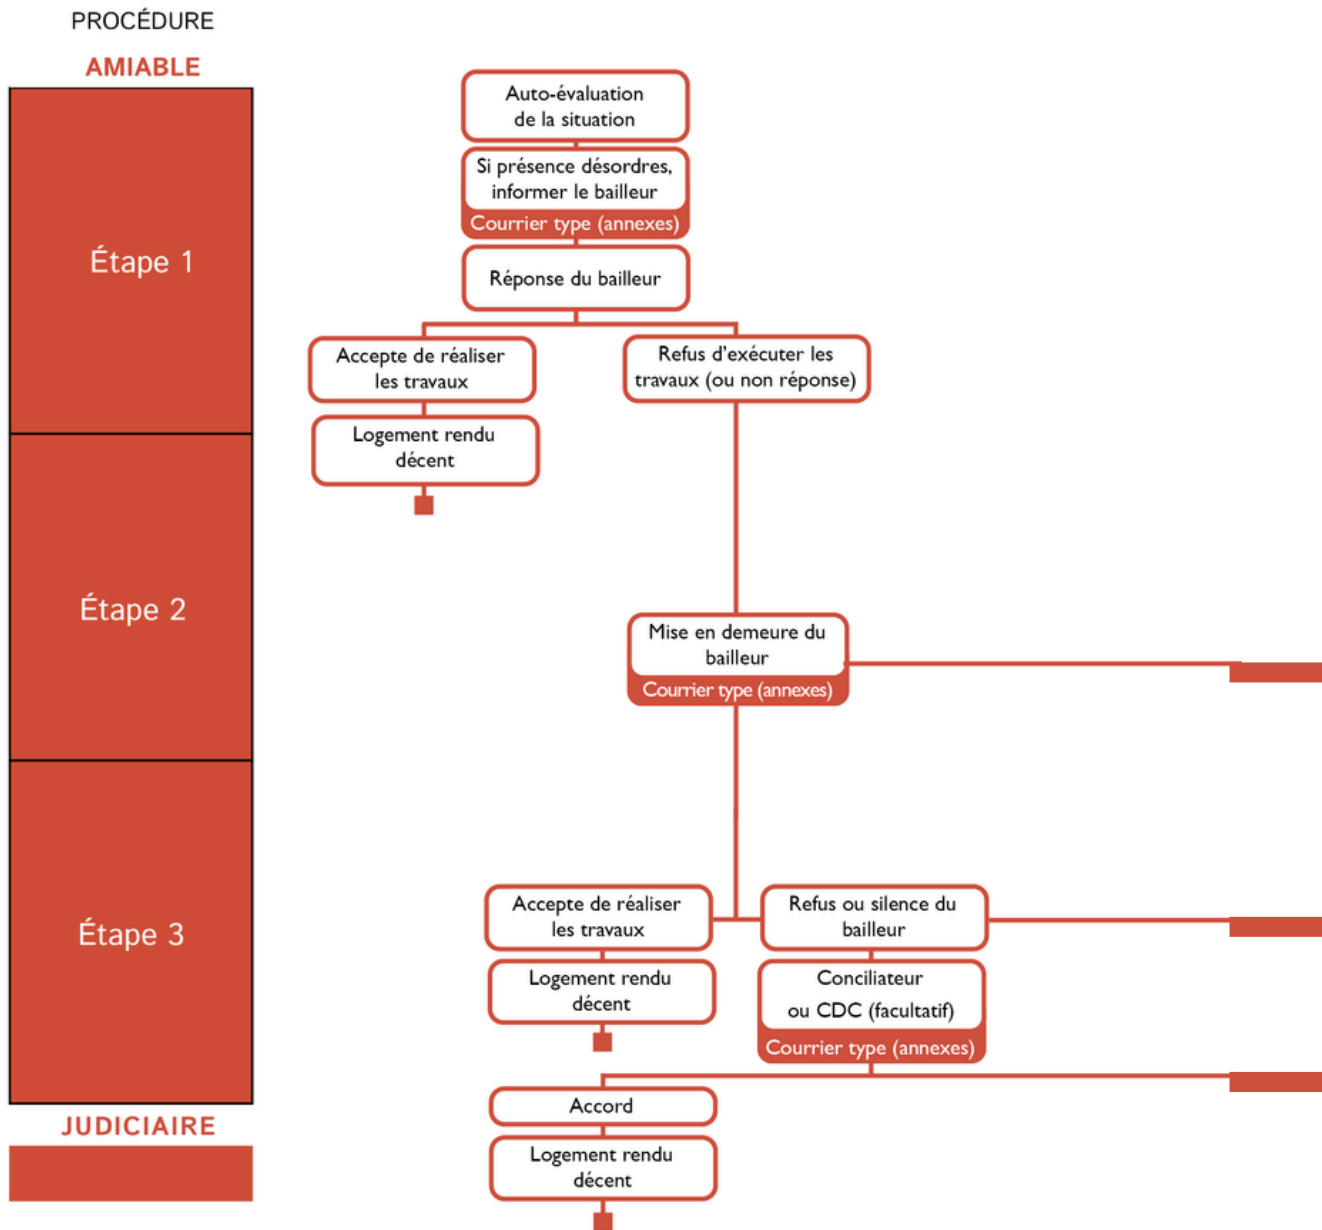 PROCÉDURE
AMIABLE
Auto-évaluation
de la situation
Si présence désordres,
informer le bailleur
Courrier type (annexes)
Étape 1
Réponse du bailleur
Accepte de réaliser
les travaux
Refus d'exécuter les
travaux (ou non réponse)
Logement rendu
décent
Étape 2
Mise en demeure du
bailleur
Courrier type (annexes)
Étape 3
Accepte de réaliser
les travaux
Refus ou silence du
bailleur
Logement rendu
décent
Conciliateur
ou CDC (facultatif)
Courrier type (annexes)
Accord
JUDICIAIRE
Logement rendu
décent